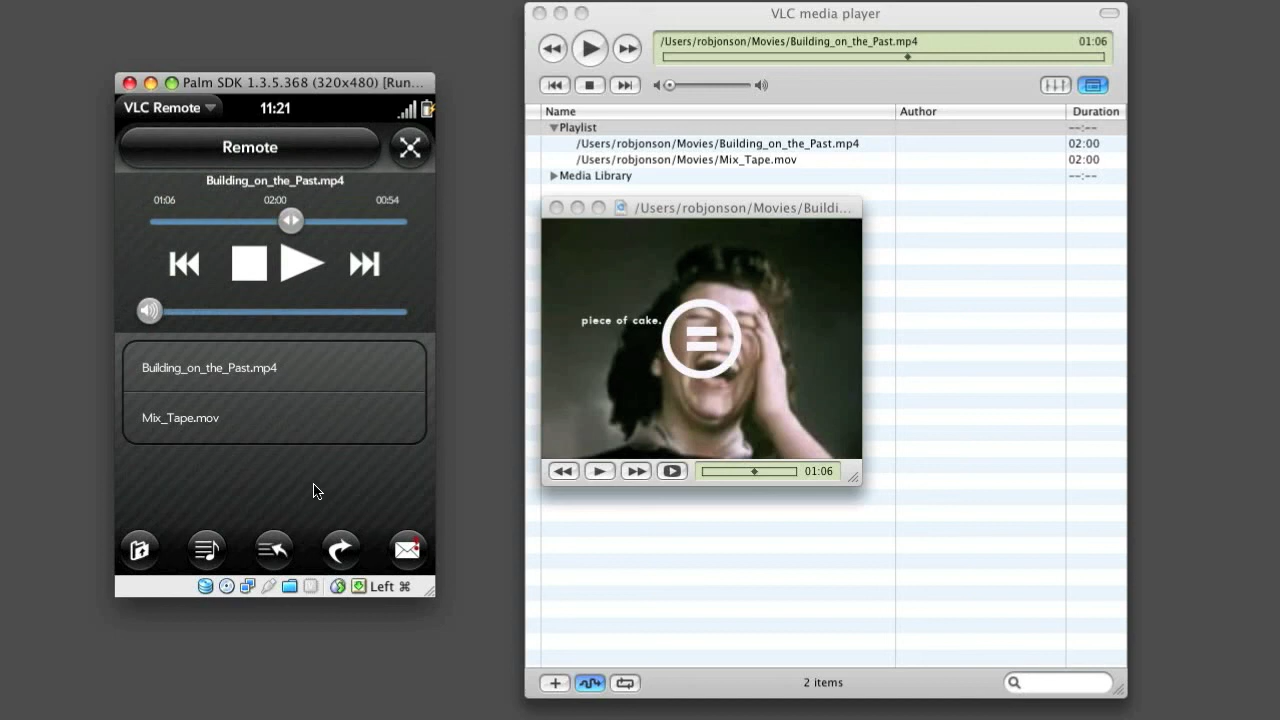 Palm SDK 1.3.5.368 (320x480) [Run...
VLC Remote
11:21
Remote
Building_on_the_Past.mp4
01:06
02:00
00:54
Building_on_the_Past.mp4
Mix_Tape.mov
Left ⌘
VLC media player
/Users/robjonson/Movies/Building_on_the_Past.mp4
01:06
Name
Author
Duration
Playlist
--:--
/Users/robjonson/Movies/Building_on_the_Past.mp4
02:00
/Users/robjonson/Movies/Mix_Tape.mov
02:00
Media Library
--:--
/Users/robjonson/Movies/Buildi...
piece of cake.
01:06
2 items